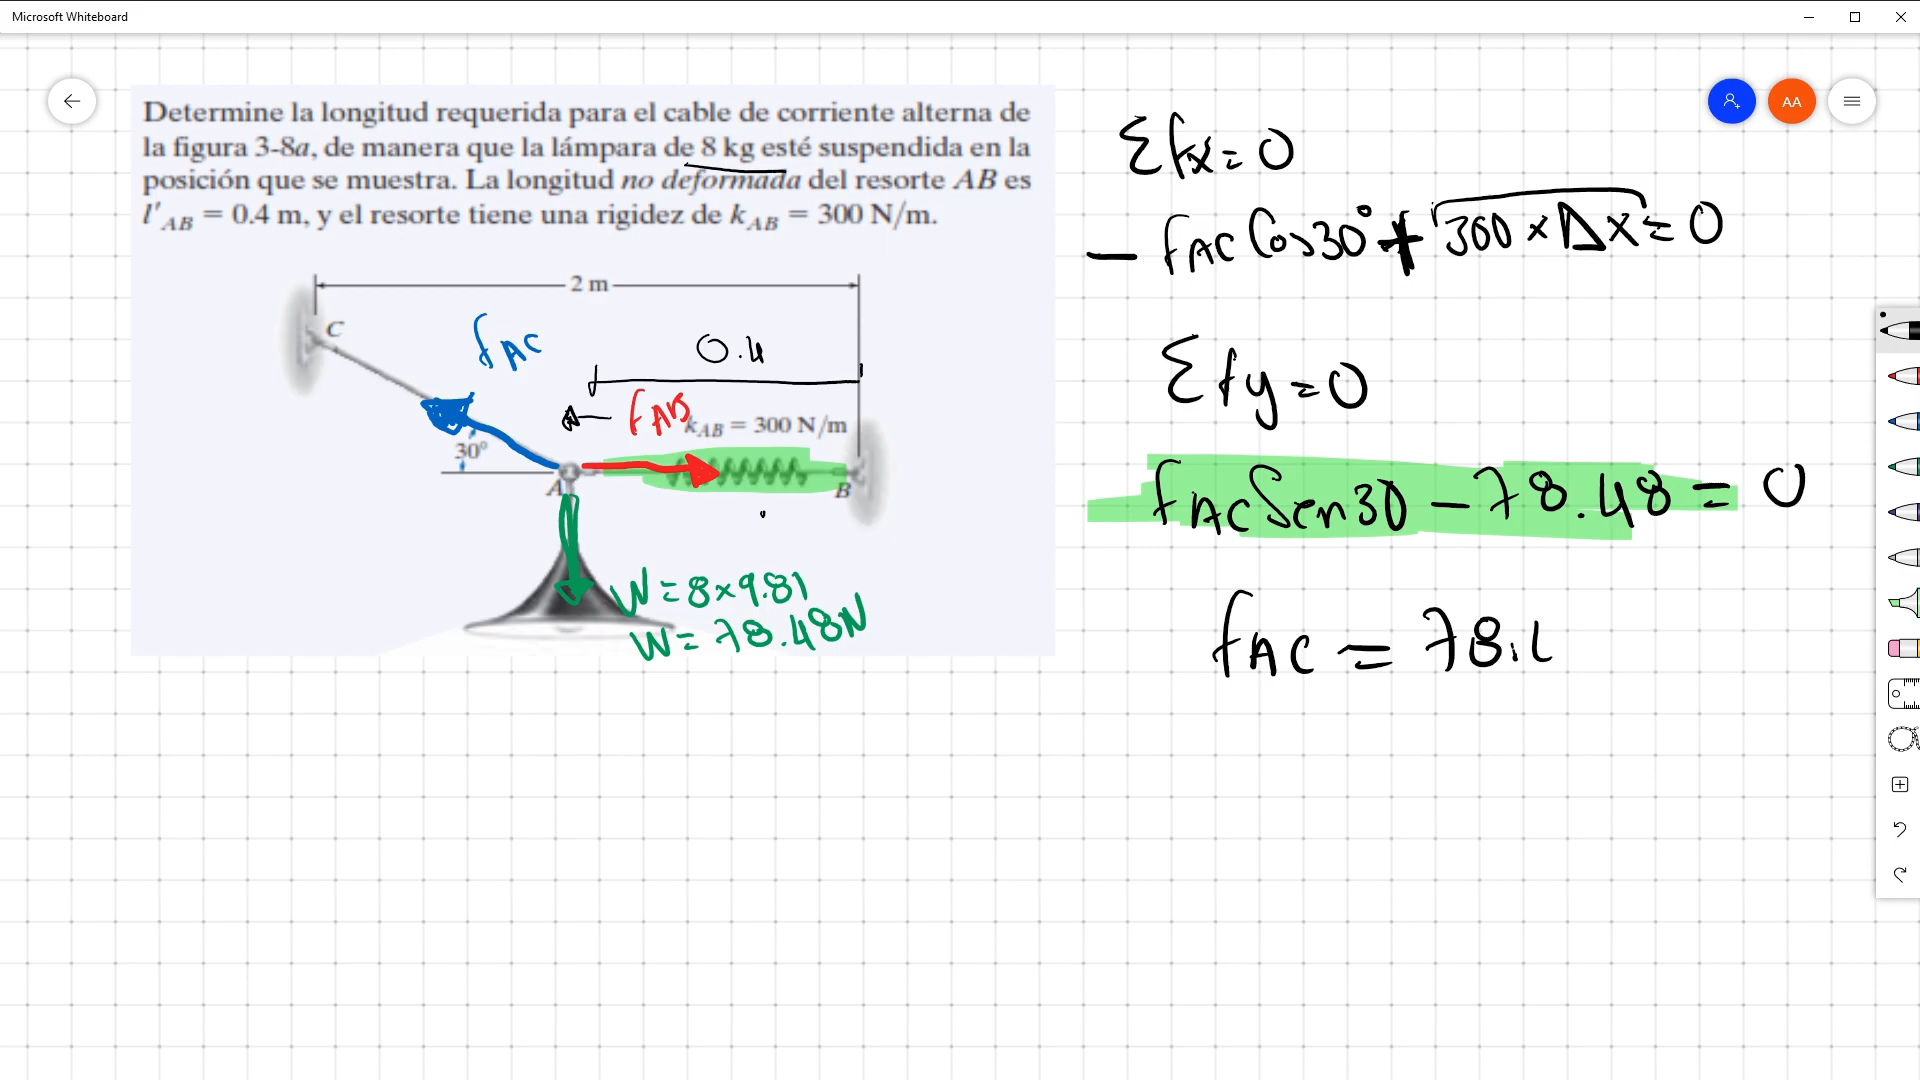 Microsoft Whiteboard
AA
Determine la longitud requerida para el cable de corriente alterna de
la figura 3-8a, de manera que la lámpara de 8 kg esté suspendida en la
posición que se muestra. La longitud no deformada del resorte AB es
l'AB = 0.4 m, y el resorte tiene una rigidez de kAB = 300 N/m.
2 m
C
fAC
0.4
fAB
kAB = 300 N/m
30°
A
B
W = 8 x 9.81
W = 78.48N
Σfx = 0
- fAC Cos30° + 300 x Δx = 0
Σfy = 0
fAC Sen30 - 78.48 = 0
fAC = 78.